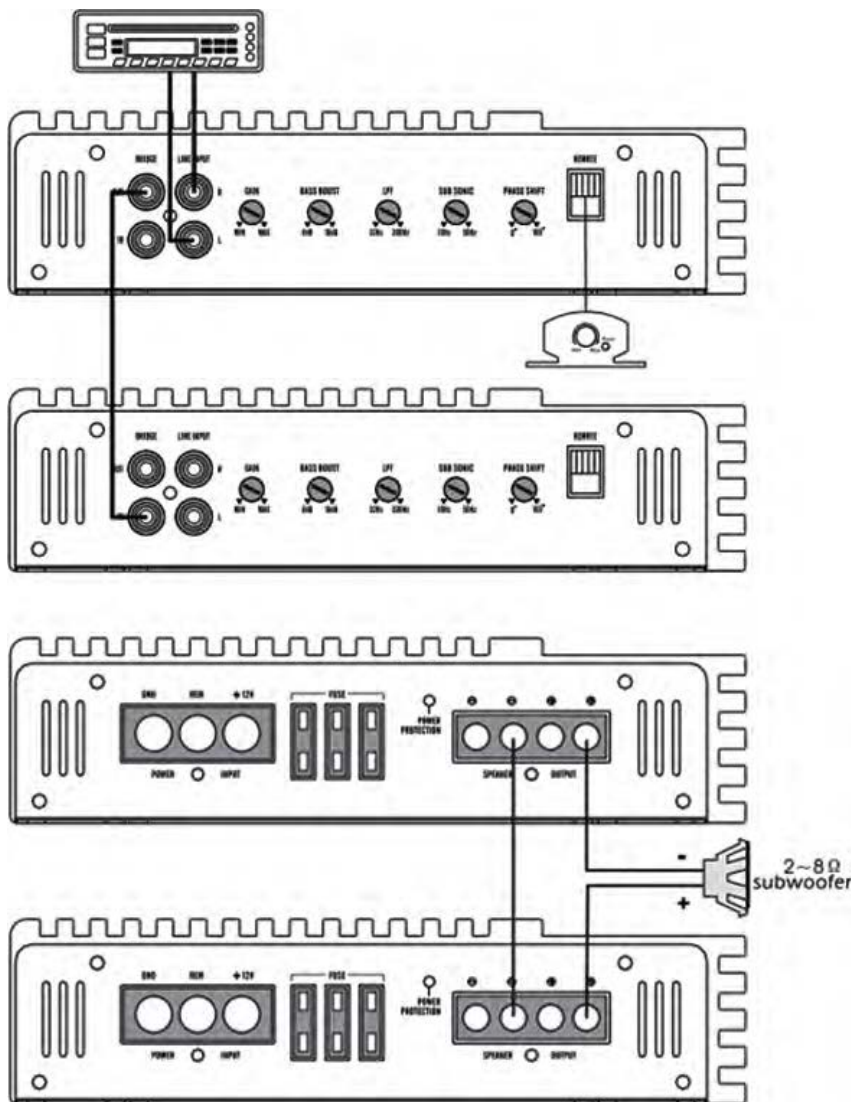 BRIDGE LINE INPUT
GAIN BASS BOOST LPF SUB SONIC PHASE SHIFT REMOTE
R
L
MIN MAX
0°
BRIDGE LINE INPUT
GAIN BASS BOOST LPF SUB SONIC PHASE SHIFT REMOTE
R
L
MIN MAX
0°
GND REM +12V FUSE
POWER
PROTECTION
POWER INPUT SPEAKER OUTPUT
-
2~8Ω
subwoofer
+
GND REM +12V FUSE
POWER
PROTECTION
POWER INPUT SPEAKER OUTPUT